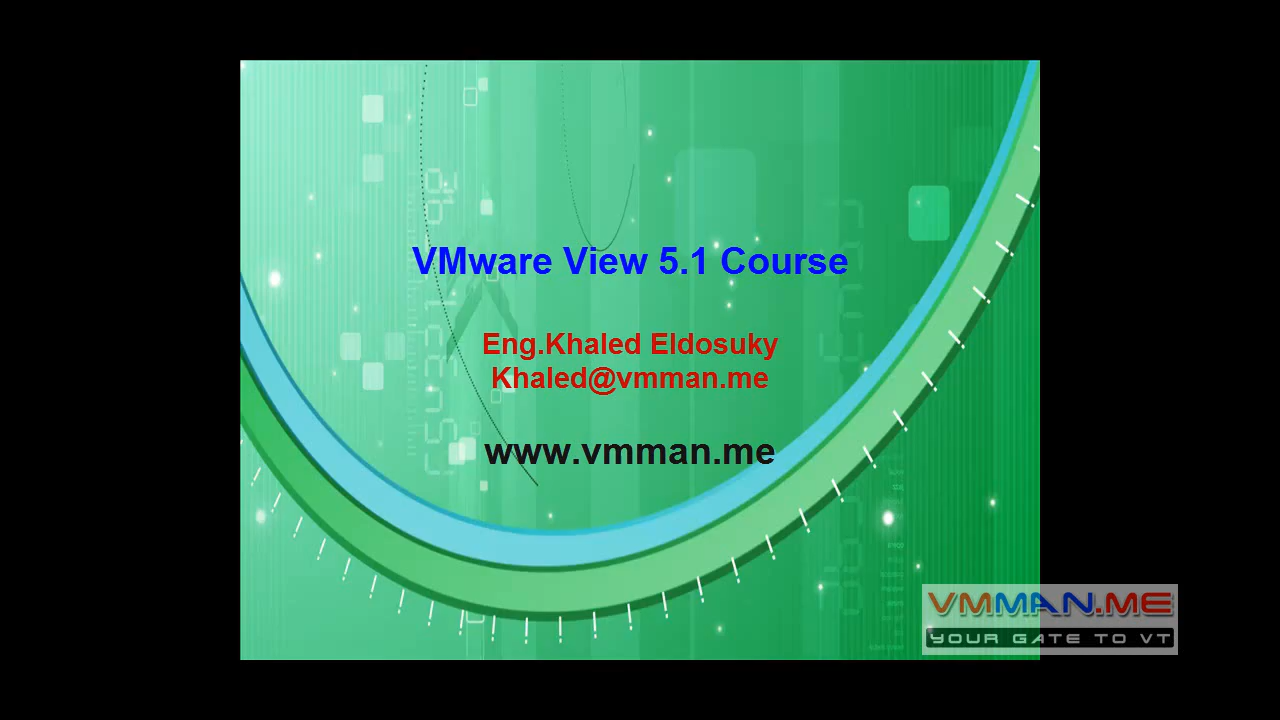 VMware View 5.1 Course
Eng.Khaled Eldosuky
Khaled@vmman.me
www.vmman.me
VMMAN.ME
YOUR GATE TO VT